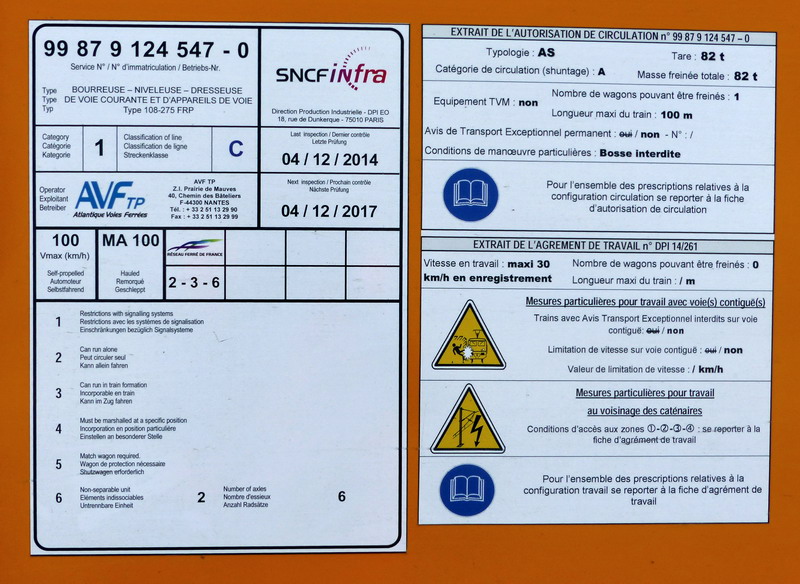 99 87 9 124 547 - 0
Service N° / N° d'immatriculation / Betriebs-Nr.
SNCF infra
Direction Production Industrielle - DPI EO
18, rue de Dunkerque - 75010 PARIS
Type
Type
Typ
BOURREUSE – NIVELEUSE – DRESSEUSE
DE VOIE COURANTE ET D'APPAREILS DE VOIE
Type 108-275 FRP
Category
Catégorie
Kategorie
1
Classification of line
Classification de ligne
Streckenklasse
C
Last inspection / Dernier contrôle
Letzte Prüfung
04 / 12 / 2014
Operator
Exploitant
Betreiber
AVF TP
Atlantique Voies Ferrées
AVF TP
Z.I. Prairie de Mauves
40, Chemin des Bâteliers
F-44300 NANTES
Tél. : + 33 2 51 13 29 90
Fax : + 33 2 51 13 29 99
Next inspection / Prochain contrôle
Nächste Prüfung
04 / 12 / 2017
100
Vmax (km/h)
Self-propelled
Automoteur
Selbstfahrend
MA 100
Hauled
Remorqué
Geschleppt
RÉSEAU FERRÉ DE FRANCE
2 - 3 - 6
1
Restrictions with signalling systems
Restrictions avec les systèmes de signalisation
Einschränkungen bezüglich Signalsysteme
2
Can run alone
Peut circuler seul
Kann allein fahren
3
Can run in train formation
Incorporable en train
Kann im Zug fahren
4
Must be marshalled at a specific position
Incorporation en position particulière
Einstellen an besonderer Stelle
5
Match wagon required.
Wagon de protection nécessaire
Shutzwagen erforderlich
6
Non-separable unit
Eléments indissociables
Untrennbare Einheit
2
Number of axles
Nombre d'essieux
Anzahl Radsätze
6
EXTRAIT DE L'AUTORISATION DE CIRCULATION n° 99 87 9 124 547 – 0
Typologie : AS
Tare : 82 t
Catégorie de circulation (shuntage) : A
Masse freinée totale : 82 t
Equipement TVM : non
Nombre de wagons pouvant être freinés : 1
Longueur maxi du train : 100 m
Avis de Transport Exceptionnel permanent : oui / non - N° : /
Conditions de manœuvre particulières : Bosse interdite
Pour l'ensemble des prescriptions relatives à la
configuration circulation se reporter à la fiche
d'autorisation de circulation
EXTRAIT DE L'AGREMENT DE TRAVAIL n° DPI 14/261
Vitesse en travail : maxi 30
km/h en enregistrement
Nombre de wagons pouvant être freinés : 0
Longueur maxi du train : / m
Mesures particulières pour travail avec voie(s) contiguë(s)
Trains avec Avis Transport Exceptionnel interdits sur voie
contiguë: oui / non
Limitation de vitesse sur voie contiguë : oui / non
Valeur de limitation de vitesse : / km/h
Mesures particulières pour travail
au voisinage des caténaires
Conditions d'accès aux zones ①-②-③-④ : se reporter à la
fiche d'agrément de travail
Pour l'ensemble des prescriptions relatives à la
configuration travail se reporter à la fiche d'agrément de
travail